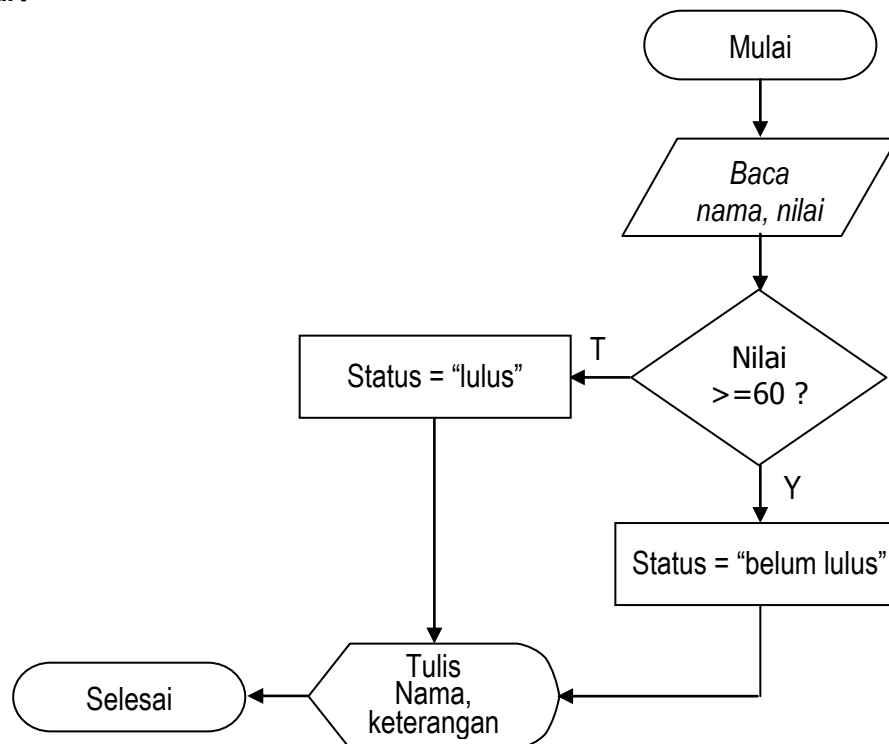 Mulai
Baca
nama, nilai
Nilai
>=60 ?
T
Status = “lulus”
Y
Status = “belum lulus”
Tulis
Nama,
keterangan
Selesai